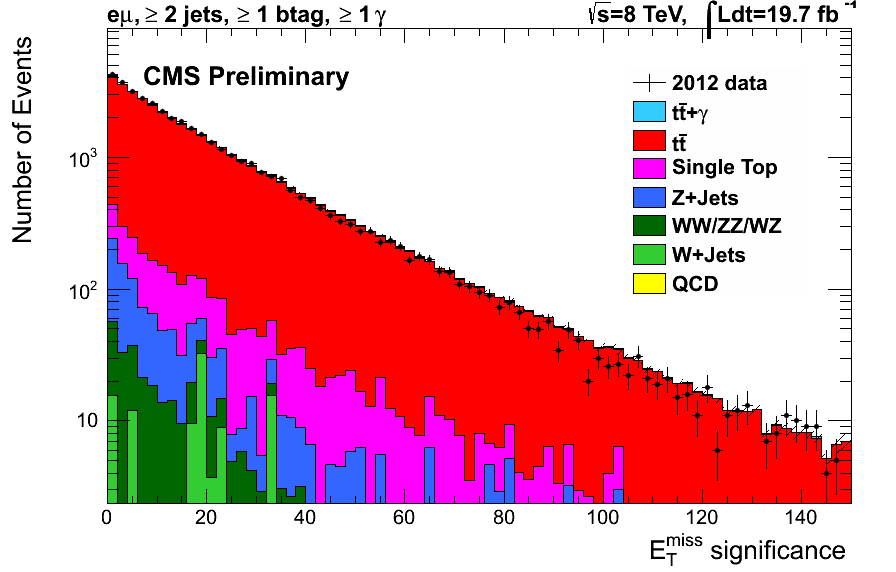 eμ, ≥ 2 jets, ≥ 1 btag, ≥ 1 γ
√s=8 TeV, ∫Ldt=19.7 fb⁻¹
CMS Preliminary
2012 data
tt̄+γ
tt̄
Single Top
Z+Jets
WW/ZZ/WZ
W+Jets
QCD
Number of Events
10³
10²
10
0 20 40 60 80 100 120 140
E_T^miss significance